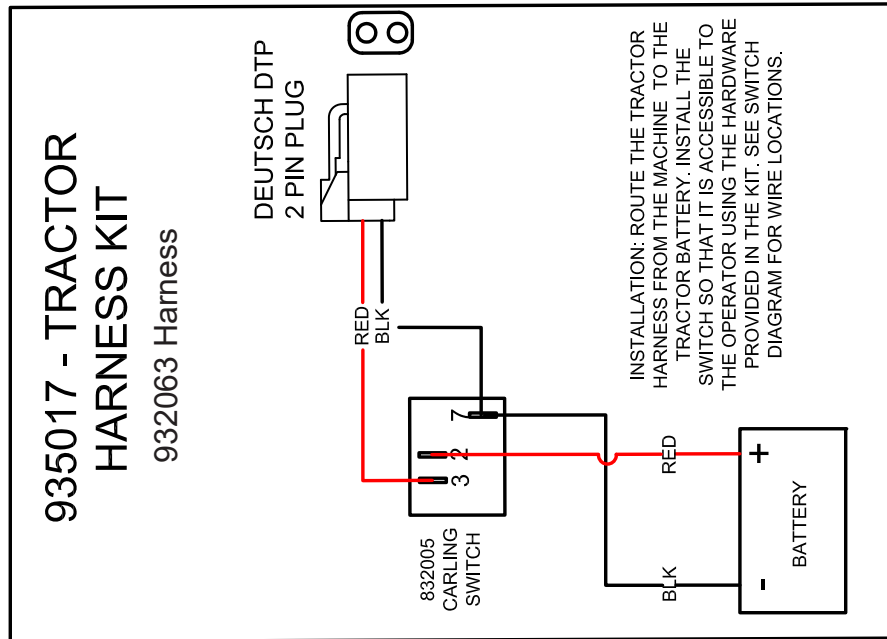 935017 - TRACTOR
HARNESS KIT
932063 Harness
DEUTSCH DTP
2 PIN PLUG
RED
BLK
7
2
3
832005
CARLING
SWITCH
RED
BLK
+
-
BATTERY
INSTALLATION: ROUTE THE TRACTOR
HARNESS FROM THE MACHINE TO THE
TRACTOR BATTERY. INSTALL THE
SWITCH SO THAT IT IS ACCESSIBLE TO
THE OPERATOR USING THE HARDWARE
PROVIDED IN THE KIT. SEE SWITCH
DIAGRAM FOR WIRE LOCATIONS.